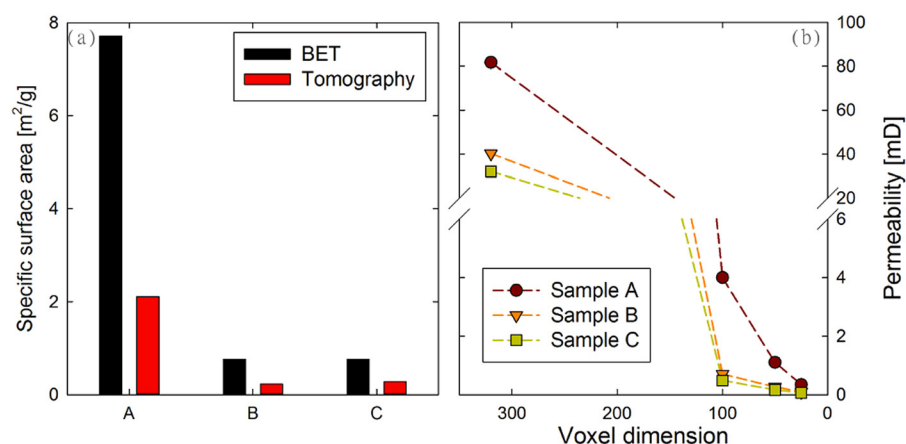 (a)
Specific surface area [m²/g]
8
6
4
2
0
BET
Tomography
A
B
C
(b)
100
80
60
40
20
6
4
2
0
Permeability [mD]
Sample A
Sample B
Sample C
300
200
100
0
Voxel dimension